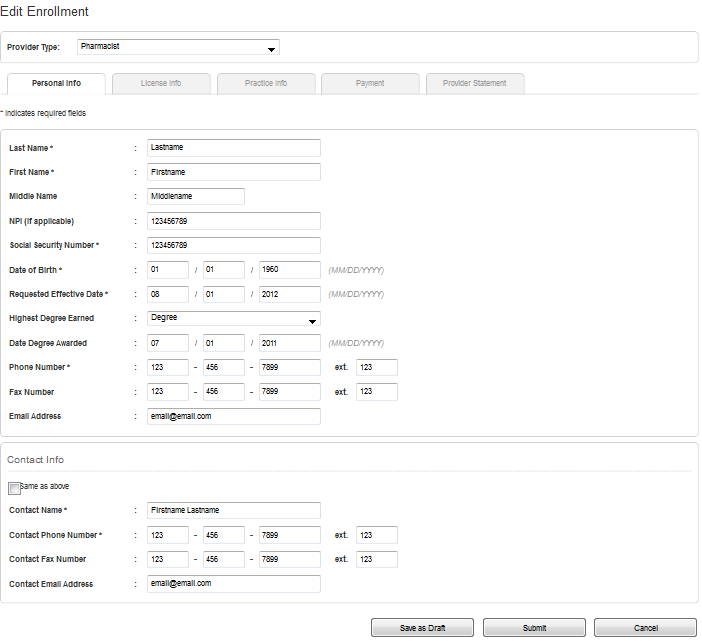 Edit Enrollment
Provider Type: Pharmacist
Personal Info License Info Practice Info Payment Provider Statement
* indicates required fields
Last Name * : Lastname
First Name * : Firstname
Middle Name : Middlename
NPI (if applicable) : 123456789
Social Security Number * : 123456789
Date of Birth * : 01 / 01 / 1960 (MM/DD/YYYY)
Requested Effective Date * : 08 / 01 / 2012 (MM/DD/YYYY)
Highest Degree Earned : Degree
Date Degree Awarded : 07 / 01 / 2011 (MM/DD/YYYY)
Phone Number * : 123 - 456 - 7899 ext. 123
Fax Number : 123 - 456 - 7899 ext. 123
Email Address : email@email.com
Contact Info
Same as above
Contact Name * : Firstname Lastname
Contact Phone Number * : 123 - 456 - 7899 ext. 123
Contact Fax Number : 123 - 456 - 7899 ext. 123
Contact Email Address : email@email.com
Save as Draft Submit Cancel